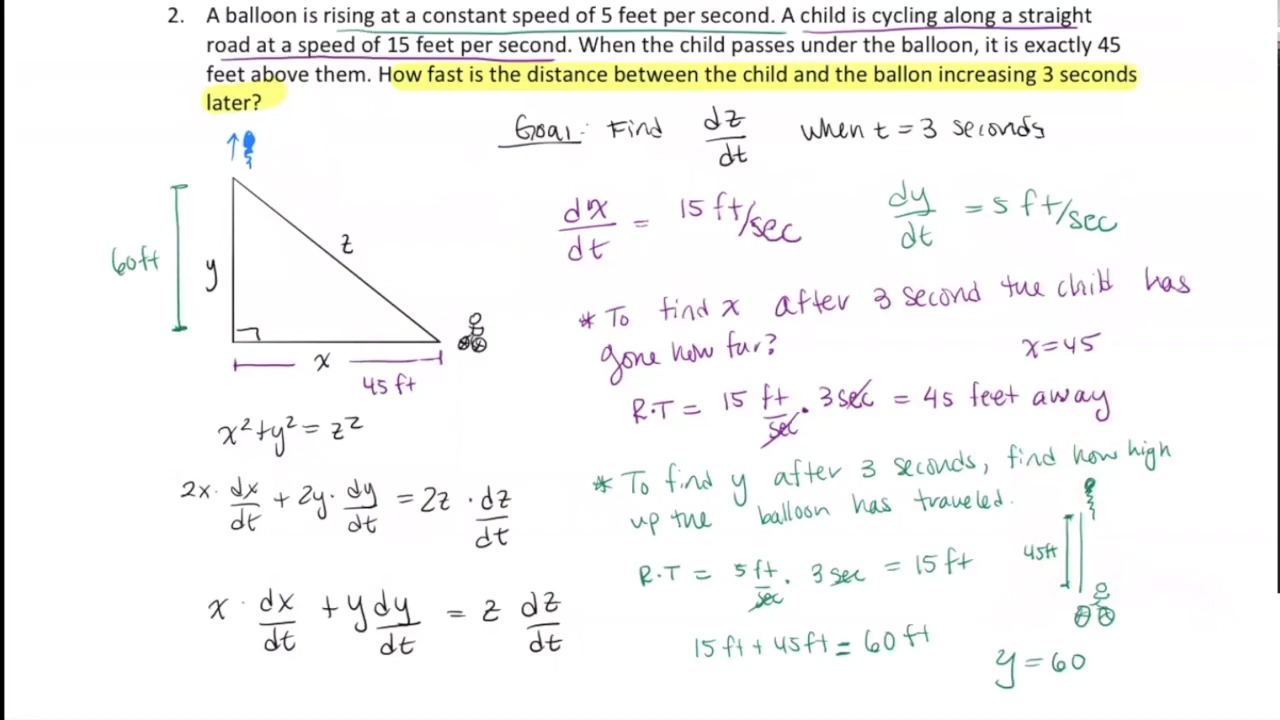 2. A balloon is rising at a constant speed of 5 feet per second. A child is cycling along a straight
road at a speed of 15 feet per second. When the child passes under the balloon, it is exactly 45
feet above them. How fast is the distance between the child and the ballon increasing 3 seconds
later?
Goal: Find dz/dt when t = 3 seconds
dx/dt = 15 ft/sec dy/dt = 5 ft/sec
60ft
y
z
x
45 ft
* To find x after 3 second the child has
gone how far? x=45
R.T = 15 ft/sec . 3 sec = 45 feet away
x²+y² = z²
2x. dx/dt + 2y. dy/dt = 2z . dz/dt
x . dx/dt + y dy/dt = z dz/dt
* To find y after 3 seconds, find how high
up the balloon has traveled.
R.T = 5 ft/sec . 3 sec = 15 ft
45ft
15 ft + 45 ft = 60 ft
y = 60